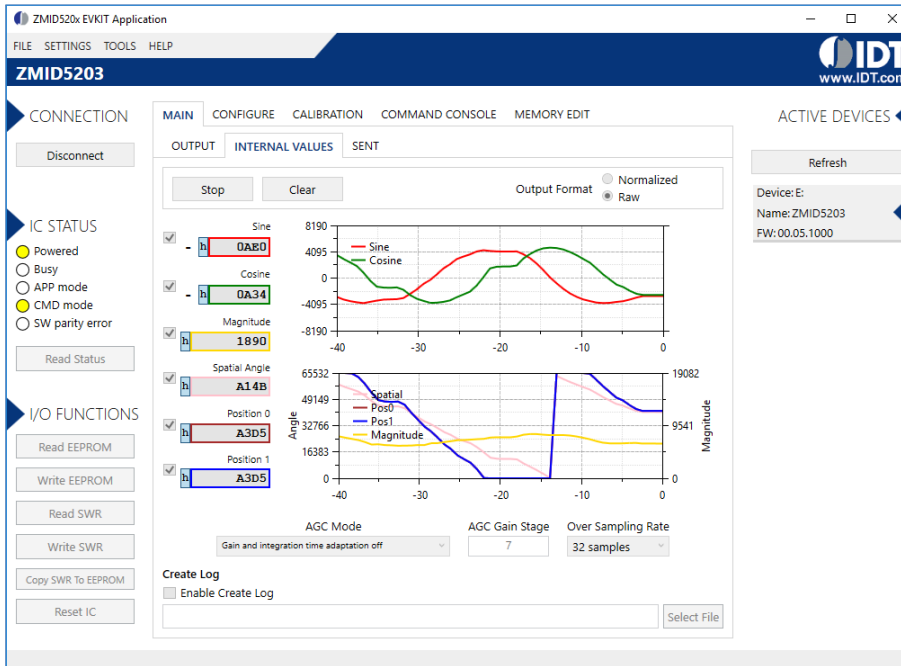 ZMID520x EVKIT Application
FILE SETTINGS TOOLS HELP
IDT
www.IDT.com
ZMID5203
CONNECTION
Disconnect
IC STATUS
Powered
Busy
APP mode
CMD mode
SW parity error
Read Status
I/O FUNCTIONS
Read EEPROM
Write EEPROM
Read SWR
Write SWR
Copy SWR To EEPROM
Reset IC
MAIN CONFIGURE CALIBRATION COMMAND CONSOLE MEMORY EDIT
OUTPUT INTERNAL VALUES SENT
Stop Clear Output Format Normalized
Raw
Sine
- h 0AE0
Cosine
- h 0A34
Magnitude
h 1890
Spatial Angle
h A14B
Position 0
h A3D5
Position 1
h A3D5
8190
4095
0
-4095
-8190
Sine
Cosine
-40 -30 -20 -10 0
65532
49149
32766
16383
0
Angle
Spatial
Pos0
Pos1
Magnitude
19082
9541
0
Magnitude
-40 -30 -20 -10 0
AGC Mode AGC Gain Stage Over Sampling Rate
Gain and integration time adaptation off 7 32 samples
Create Log
Enable Create Log
Select File
ACTIVE DEVICES
Refresh
Device: E:
Name: ZMID5203
FW: 00.05.1000